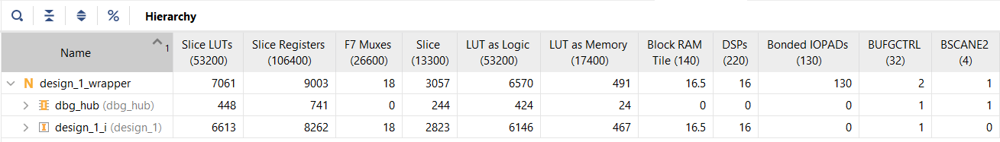 Hierarchy
Name 1 Slice LUTs (53200) Slice Registers (106400) F7 Muxes (26600) Slice (13300) LUT as Logic (53200) LUT as Memory (17400) Block RAM Tile (140) DSPs (220) Bonded IOPADs (130) BUFGCTRL (32) BSCANE2 (4)
N design_1_wrapper 7061 9003 18 3057 6570 491 16.5 16 130 2 1
dbg_hub (dbg_hub) 448 741 0 244 424 24 0 0 0 1 1
I design_1_i (design_1) 6613 8262 18 2823 6146 467 16.5 16 0 1 0